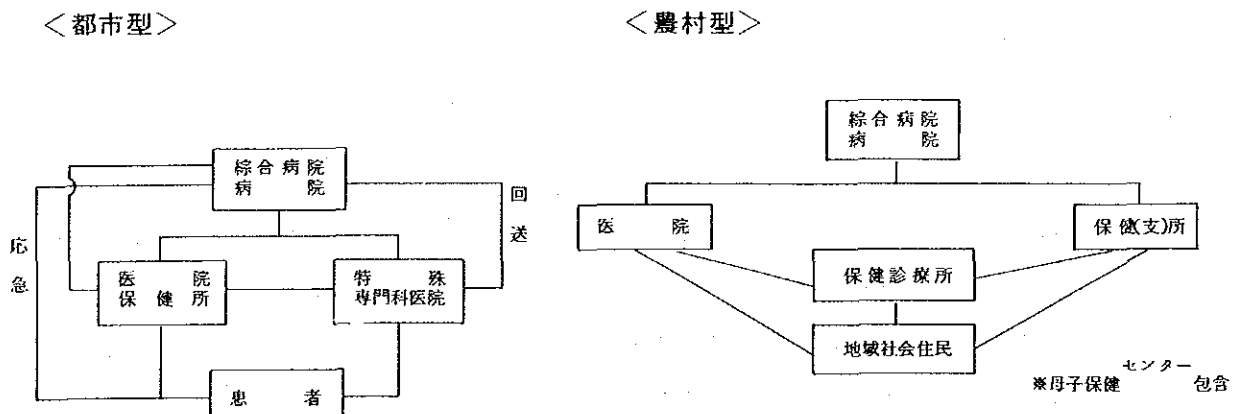 ＜都市型＞
綜合病院
病院
回送
応急
医院
保健所
特殊
専門科医院
患者
＜農村型＞
綜合病院
病院
医院
保健(支)所
保健診療所
地域社会住民
※母子保健センター包含